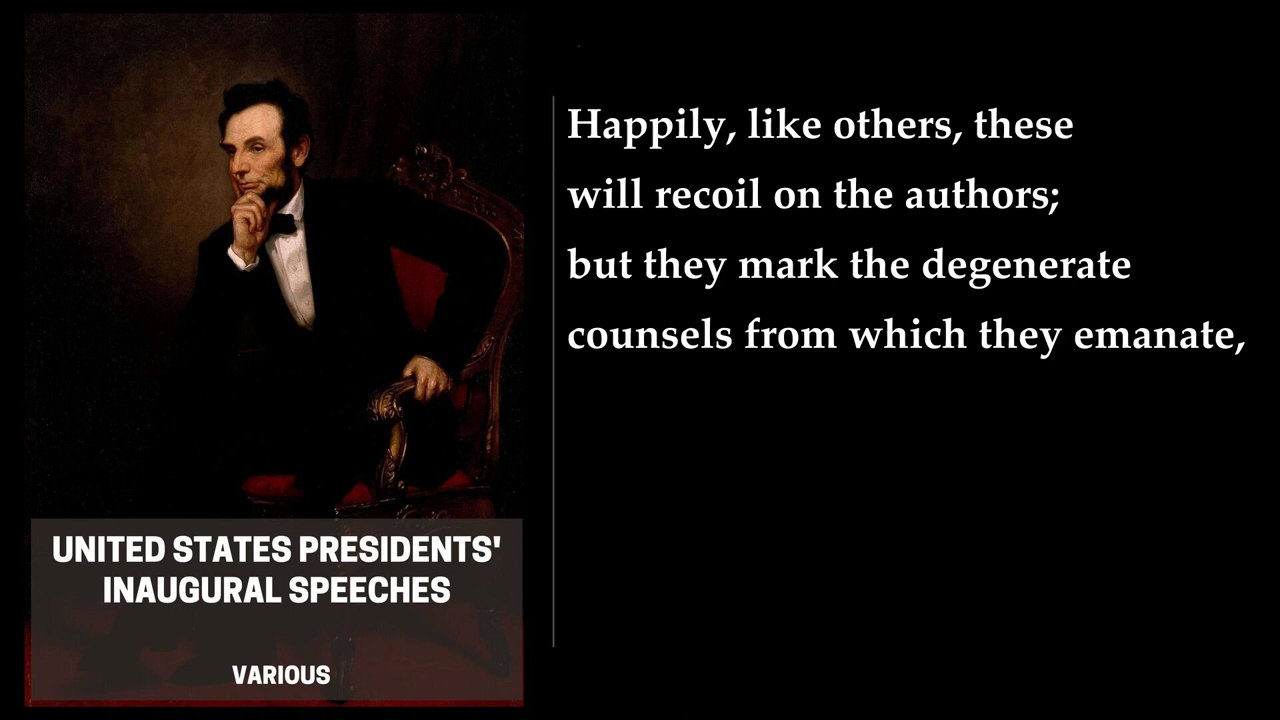 Happily, like others, these
will recoil on the authors;
but they mark the degenerate
counsels from which they emanate,
UNITED STATES PRESIDENTS'
INAUGURAL SPEECHES
VARIOUS